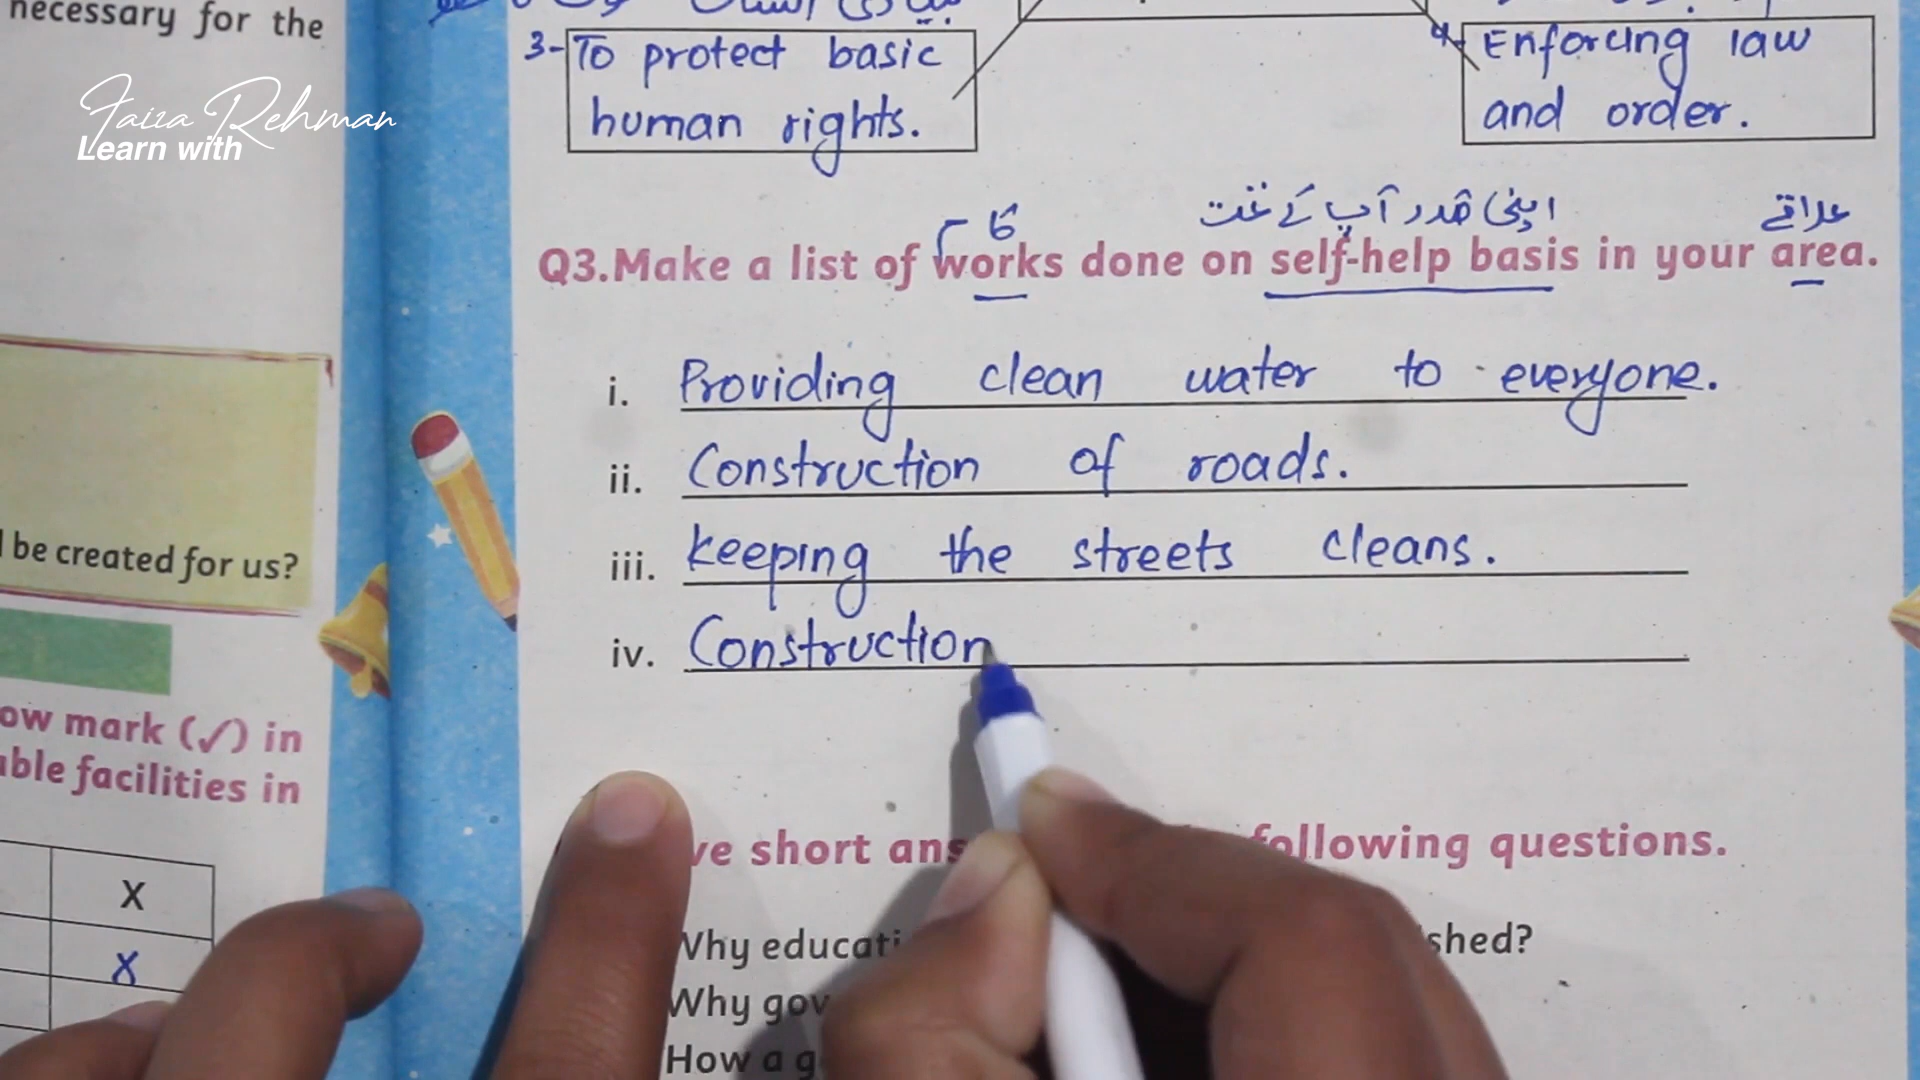 necessary for the
Faiza Rehman
Learn with
3- To protect basic
human rights.
4- Enforcing law
and order.
کام
اپنی مدد آپ کے تحت
علاقے
Q3.Make a list of works done on self-help basis in your area.
i. Providing clean water to everyone.
ii. Construction of roads.
iii. keeping the streets cleans.
iv. Construction
be created for us?
ow mark (✓) in
able facilities in
X
X
ve short ans following questions.
Why educati shed?
Why gov
How a g